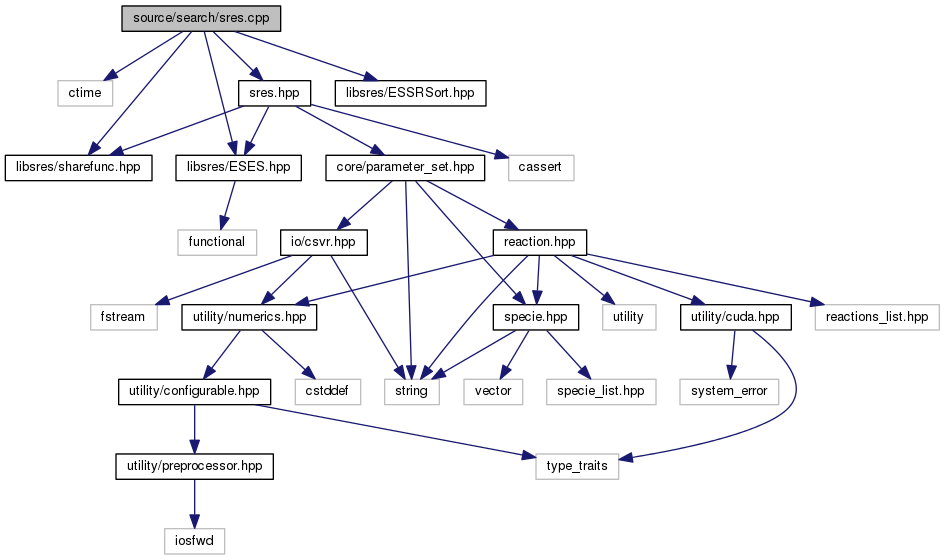 source/search/sres.cpp
ctime
sres.hpp
libsres/ESSRSort.hpp
libsres/sharefunc.hpp
libsres/ESES.hpp
core/parameter_set.hpp
cassert
functional
io/csvr.hpp
reaction.hpp
fstream
utility/numerics.hpp
specie.hpp
utility
utility/cuda.hpp
reactions_list.hpp
utility/configurable.hpp
cstddef
string
vector
specie_list.hpp
system_error
utility/preprocessor.hpp
type_traits
iosfwd